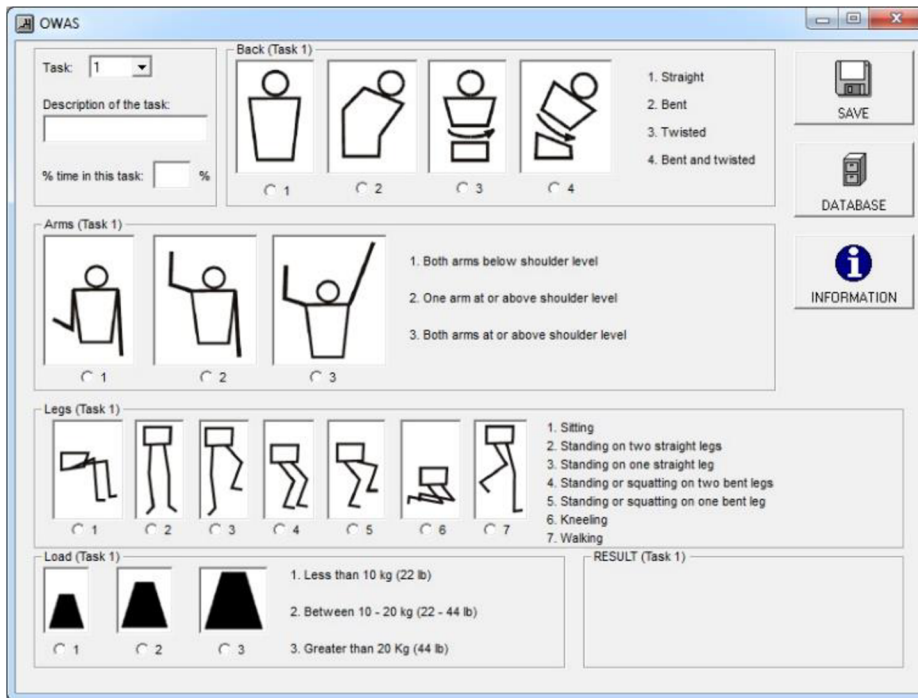 OWAS
Task: 1
Description of the task:
% time in this task: %
Back (Task 1)
1 2 3 4
1. Straight
2. Bent
3. Twisted
4. Bent and twisted
SAVE
DATABASE
INFORMATION
Arms (Task 1)
1 2 3
1. Both arms below shoulder level
2. One arm at or above shoulder level
3. Both arms at or above shoulder level
Legs (Task 1)
1 2 3 4 5 6 7
1. Sitting
2. Standing on two straight legs
3. Standing on one straight leg
4. Standing or squatting on two bent legs
5. Standing or squatting on one bent leg
6. Kneeling
7. Walking
Load (Task 1)
1 2 3
1. Less than 10 kg (22 lb)
2. Between 10 - 20 kg (22 - 44 lb)
3. Greater than 20 Kg (44 lb)
RESULT (Task 1)